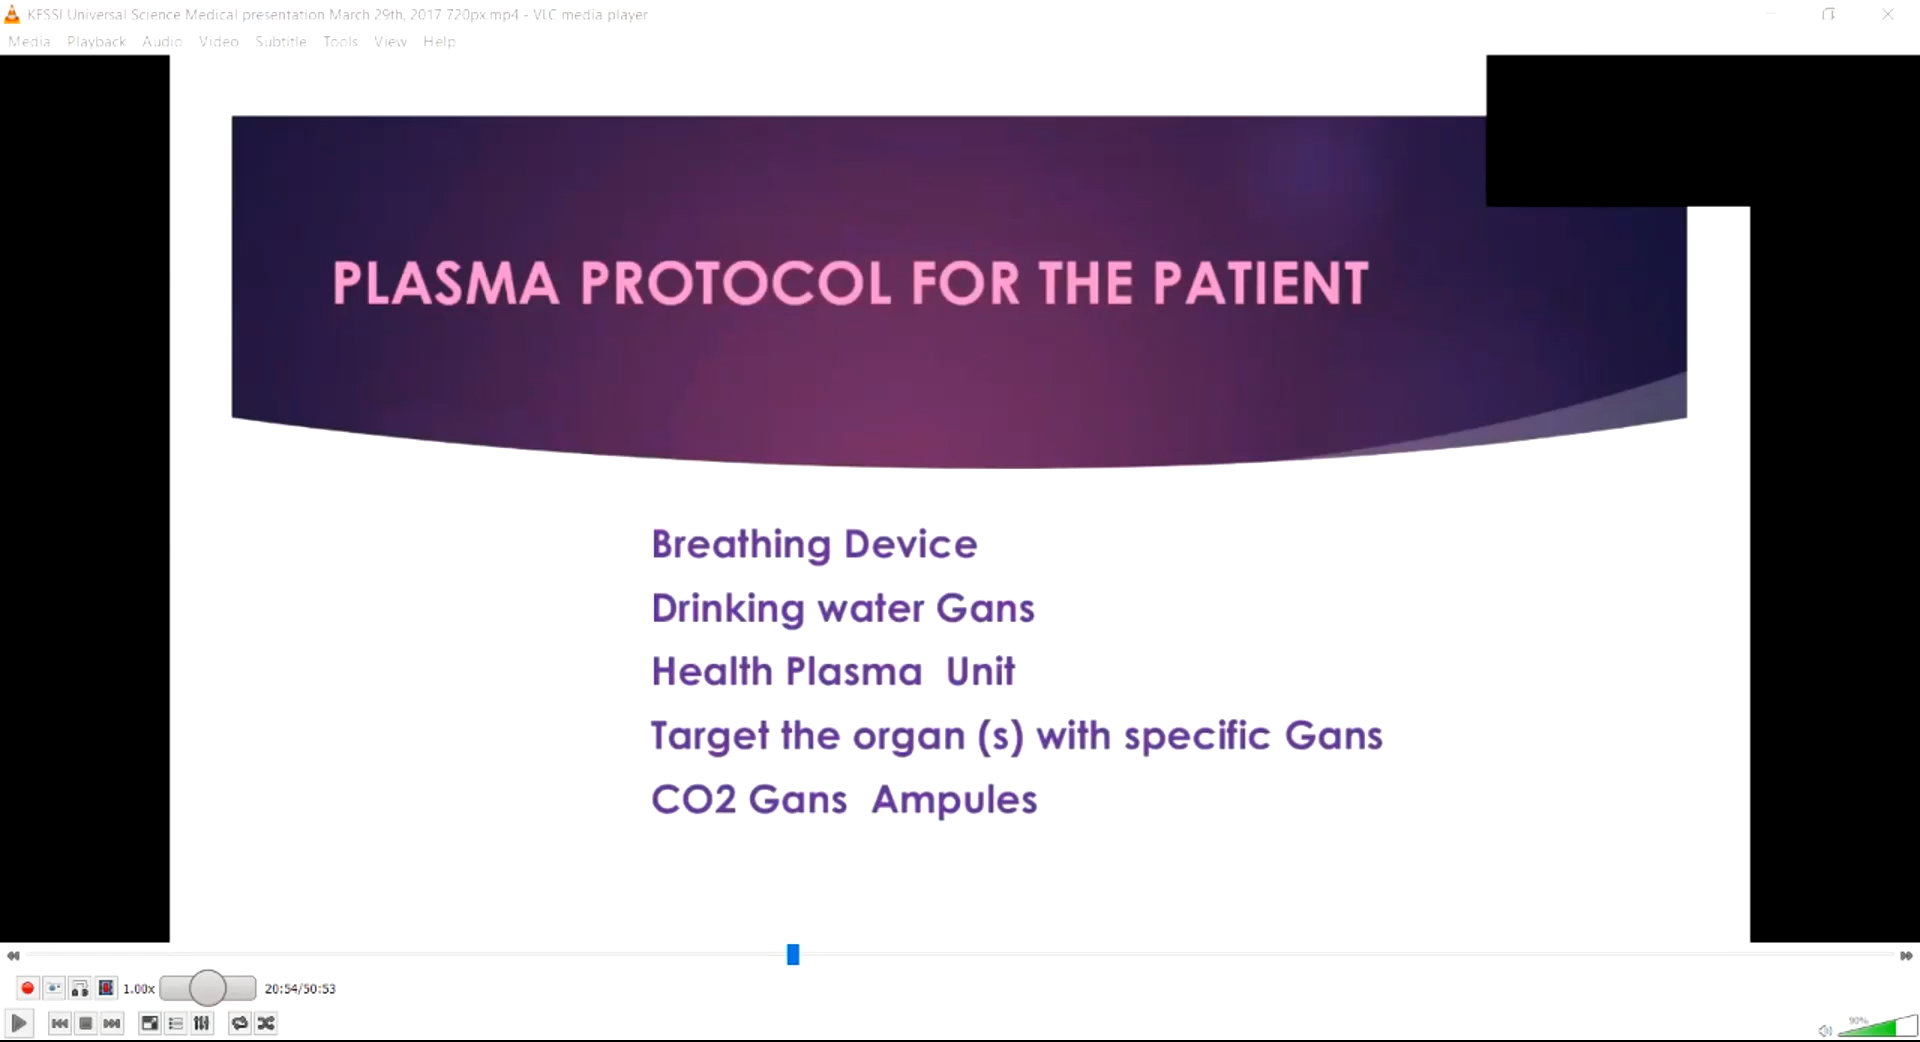 KFSSI Universal Science Medical presentation March 29th, 2017 720px.mp4 - VLC media player
Media Playback Audio Video Subtitle Tools View Help
PLASMA PROTOCOL FOR THE PATIENT
Breathing Device
Drinking water Gans
Health Plasma Unit
Target the organ (s) with specific Gans
CO2 Gans Ampules
1.00x 20:54/50:53
90%